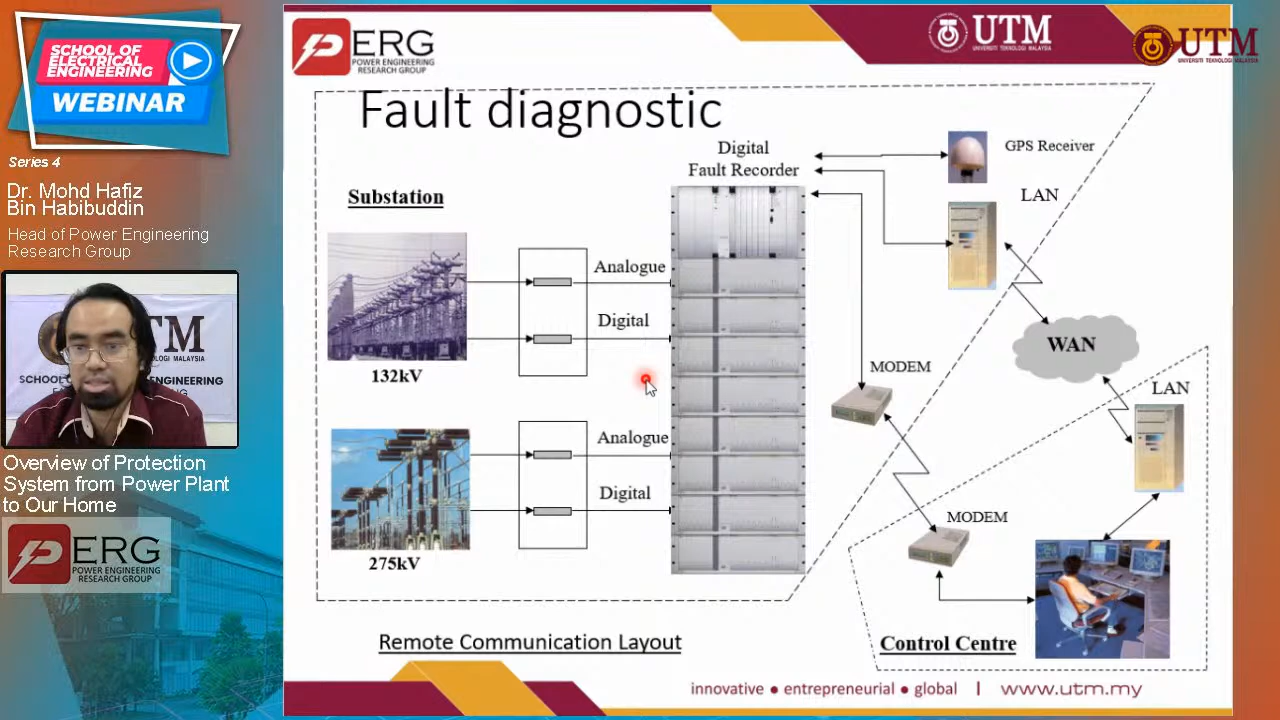 SCHOOL OF
ELECTRICAL
ENGINEERING
WEBINAR
Series 4
Dr. Mohd Hafiz
Bin Habibuddin
Head of Power Engineering
Research Group
UTM
SCHOOL
ENGINEERING
Overview of Protection
System from Power Plant
to Our Home
PERG
POWER ENGINEERING
RESEARCH GROUP
PERG
POWER ENGINEERING
RESEARCH GROUP
UTM
UNIVERSITI TEKNOLOGI MALAYSIA
UTM
UNIVERSITI TEKNOLOGI MALAYSIA
Fault diagnostic
Substation
132kV
275kV
Analogue
Digital
Analogue
Digital
Digital
Fault Recorder
GPS Receiver
LAN
WAN
MODEM
LAN
MODEM
Control Centre
Remote Communication Layout
innovative ● entrepreneurial ● global | www.utm.my